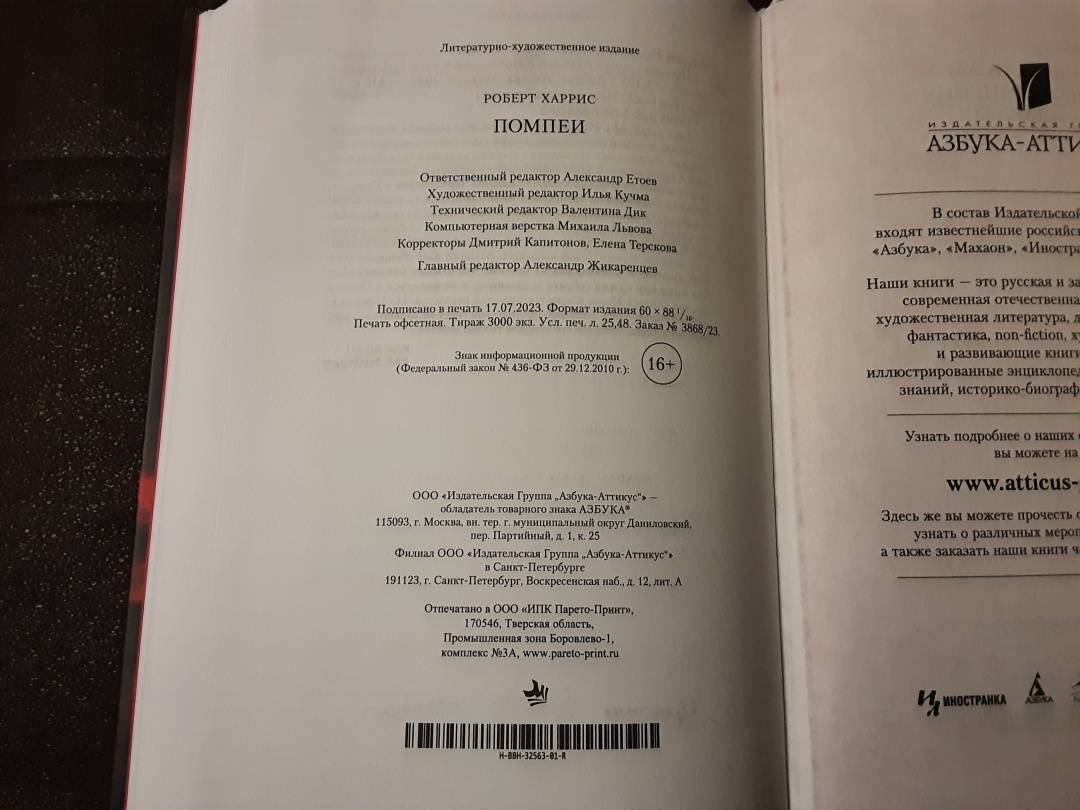 Литературно-художественное издание
РОБЕРТ ХАРРИС
ПОМПЕИ
Ответственный редактор Александр Етоев
Художественный редактор Илья Кучма
Технический редактор Валентина Дик
Компьютерная верстка Михаила Львова
Корректоры Дмитрий Капитонов, Елена Терскова
Главный редактор Александр Жикаренцев
Подписано в печать 17.07.2023. Формат издания 60 × 88 1/16.
Печать офсетная. Тираж 3000 экз. Усл. печ. л. 25,48. Заказ № 3868/23.
Знак информационной продукции
(Федеральный закон № 436-ФЗ от 29.12.2010 г.):
16+
ООО «Издательская Группа „Азбука-Аттикус"» —
обладатель товарного знака АЗБУКА®
115093, г. Москва, вн. тер. г. муниципальный округ Даниловский,
пер. Партийный, д. 1, к. 25
Филиал ООО «Издательская Группа „Азбука-Аттикус"»
в Санкт-Петербурге
191123, г. Санкт-Петербург, Воскресенская наб., д. 12, лит. А
Отпечатано в ООО «ИПК Парето-Принт»,
170546, Тверская область,
Промышленная зона Боровлево-1,
комплекс №3А, www.pareto-print.ru
H-BBH-32563-01-R
ИЗДАТЕЛЬСКАЯ Г
АЗБУКА-АТТИ
В состав Издательской
входят известнейшие российс
«Азбука», «Махаон», «Иностра
Наши книги — это русская и за
современная отечественна
художественная литература, д
фантастика, non-fiction, х
и развивающие книги
иллюстрированные энциклопед
знаний, историко-биограф
Узнать подробнее о наших
вы можете на
www.atticus-
Здесь же вы можете прочесть
узнать о различных мероп
а также заказать наши книги ч
ИЛ ИНОСТРАНКА
АЗБУКА